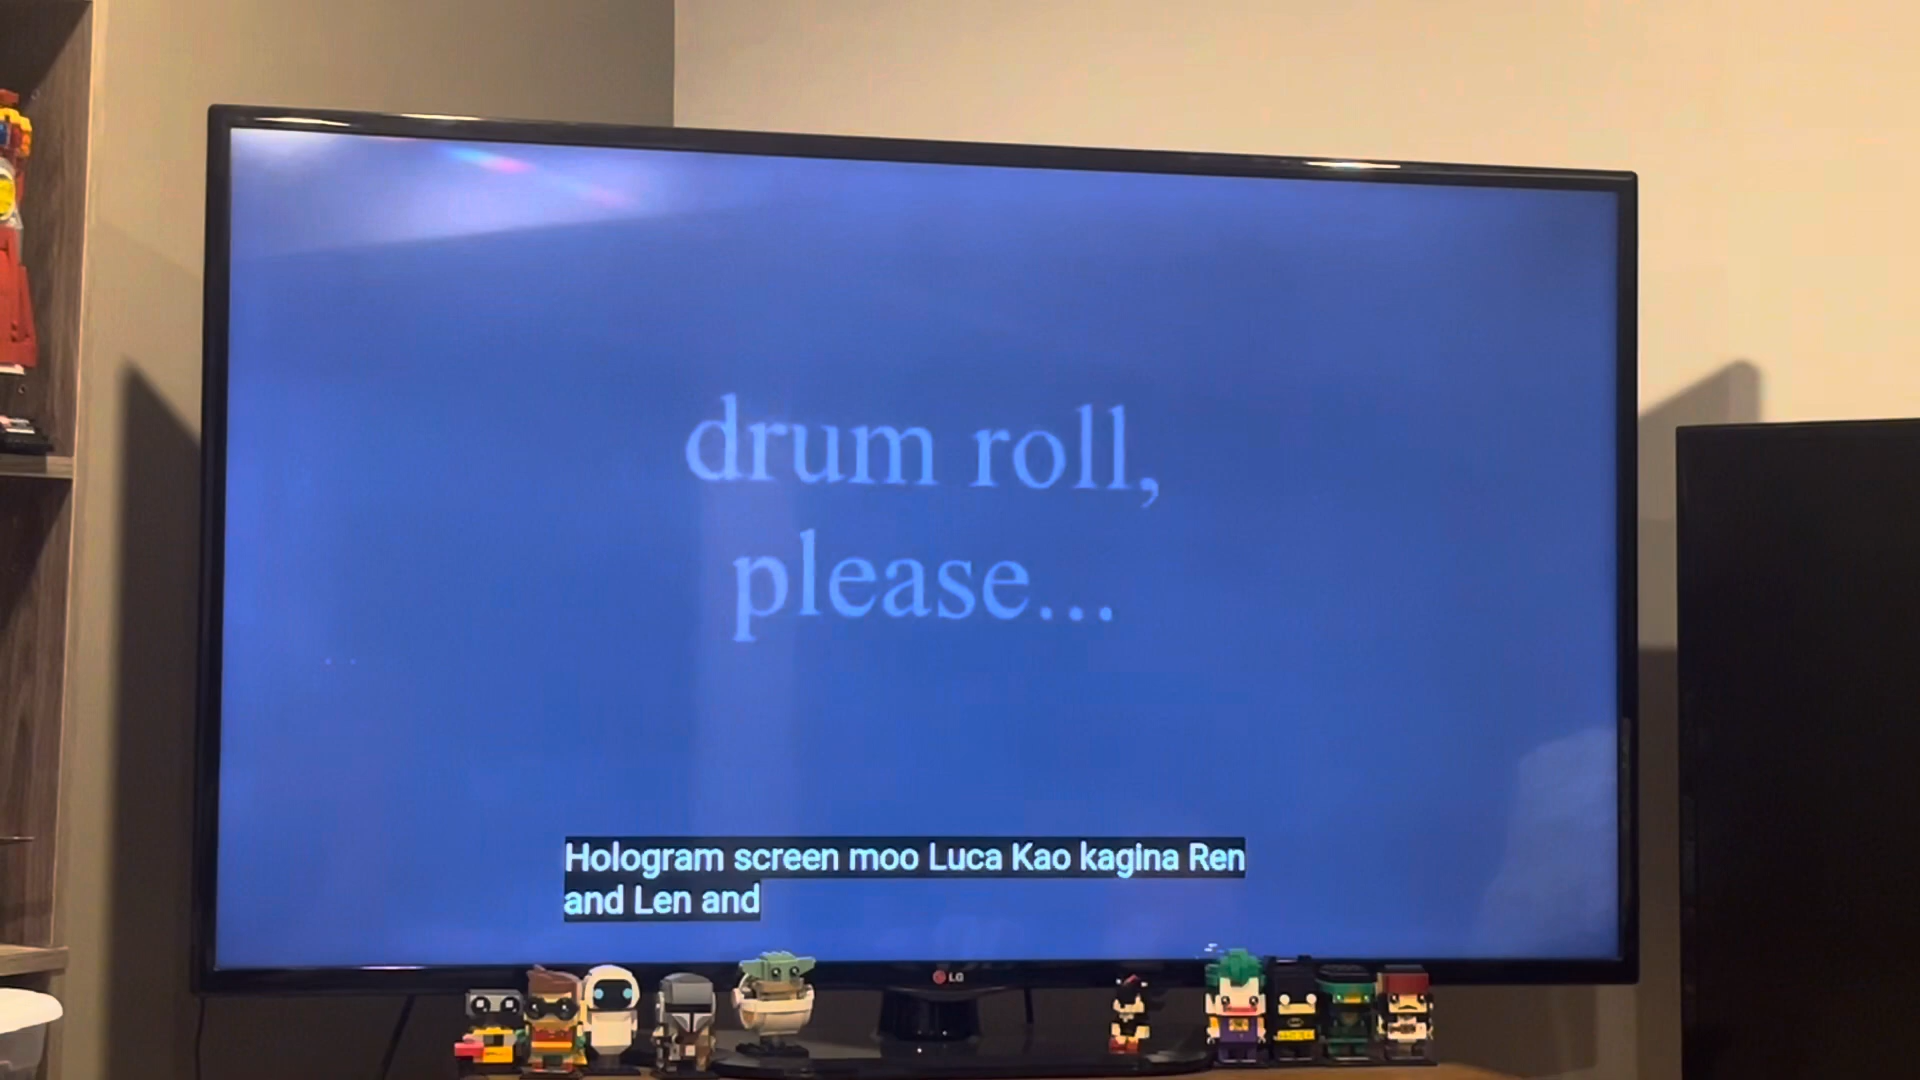 drum roll,
please...
Hologram screen moo Luca Kao kagina Ren
and Len and
LG